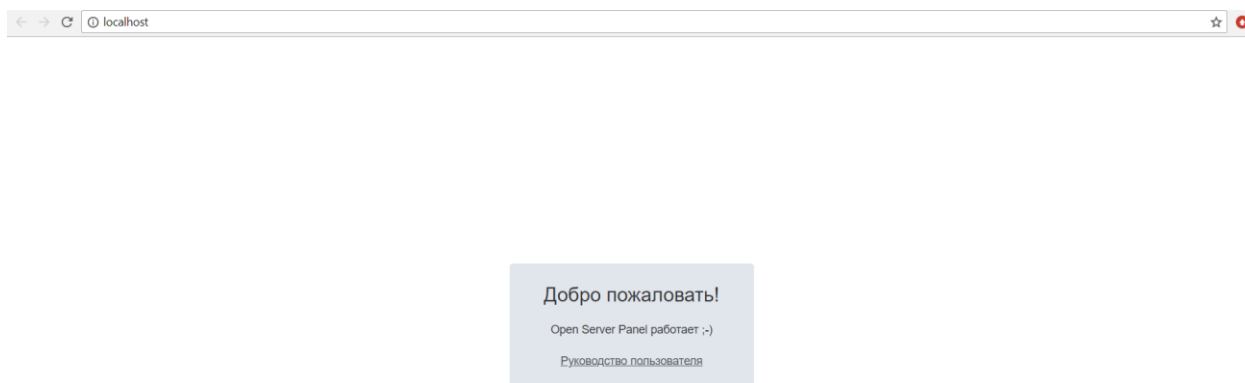 localhost
Добро пожаловать!
Open Server Panel работает ;-)
Руководство пользователя